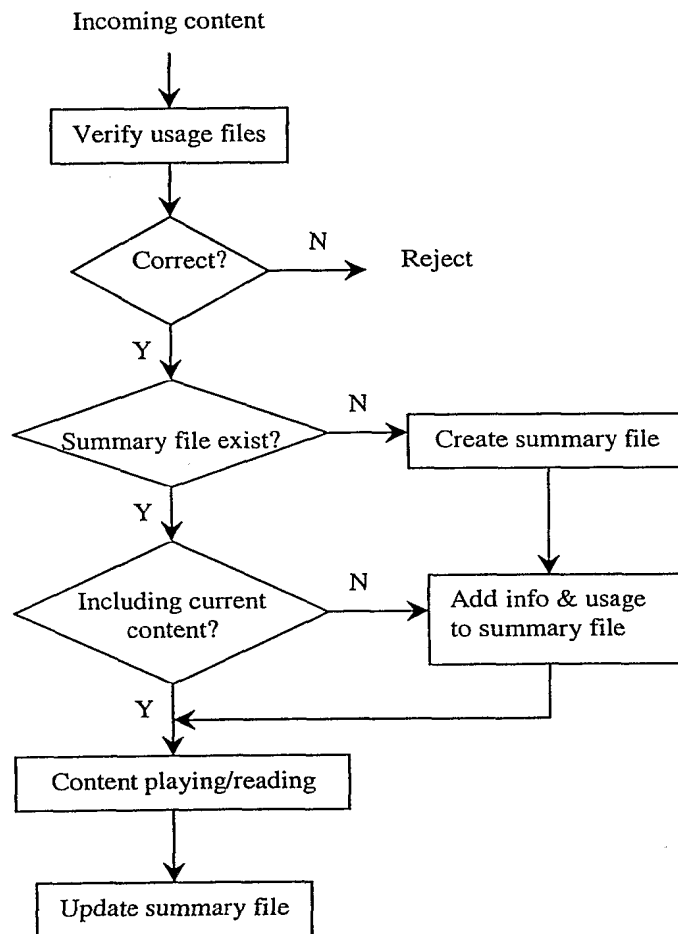 Incoming content
Verify usage files
Correct?
N
Reject
Y
Summary file exist?
N
Create summary file
Y
Including current
content?
N
Add info & usage
to summary file
Y
Content playing/reading
Update summary file